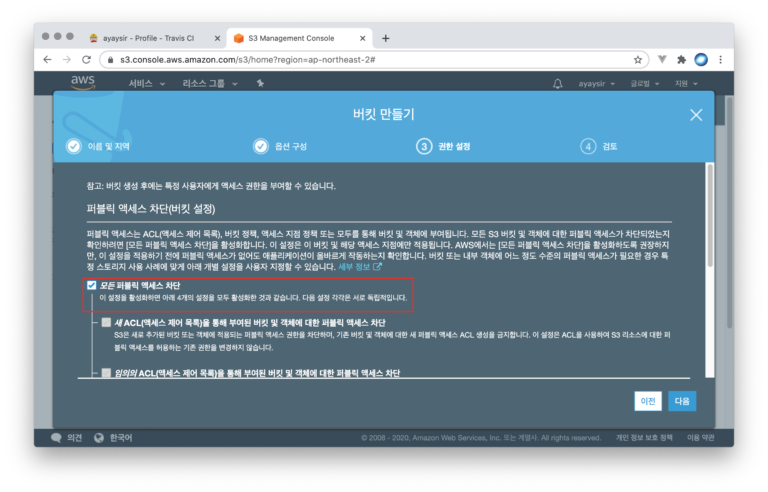 ayaysir - Profile - Travis CI
S3 Management Console
s3.console.aws.amazon.com/s3/home?region=ap-northeast-2#
aws 서비스 리소스 그룹 ayaysir 글로벌 지원
버킷 만들기
이름 및 지역 옵션 구성 3 권한 설정 4 검토
참고: 버킷 생성 후에는 특정 사용자에게 액세스 권한을 부여할 수 있습니다.
퍼블릭 액세스 차단(버킷 설정)
퍼블릭 액세스는 ACL(액세스 제어 목록), 버킷 정책, 액세스 지점 정책 또는 모두를 통해 버킷 및 객체에 부여됩니다. 모든 S3 버킷 및 객체에 대한 퍼블릭 액세스가 차단되었는지
확인하려면 [모든 퍼블릭 액세스 차단]을 활성화합니다. 이 설정은 이 버킷 및 해당 액세스 지점에만 적용됩니다. AWS에서는 [모든 퍼블릭 액세스 차단]을 활성화하도록 권장하지
만, 이 설정을 적용하기 전에 퍼블릭 액세스가 없어도 애플리케이션이 올바르게 작동하는지 확인합니다. 버킷 또는 내부 객체에 어느 정도 수준의 퍼블릭 액세스가 필요한 경우 특
정 스토리지 사용 사례에 맞게 아래 개별 설정을 사용자 지정할 수 있습니다. 세부 정보
모든 퍼블릭 액세스 차단
이 설정을 활성화하면 아래 4개의 설정을 모두 활성화한 것과 같습니다. 다음 설정 각각은 서로 독립적입니다.
새 ACL(액세스 제어 목록)을 통해 부여된 버킷 및 객체에 대한 퍼블릭 액세스 차단
S3은 새로 추가된 버킷 또는 객체에 적용되는 퍼블릭 액세스 권한을 차단하며, 기존 버킷 및 객체에 대한 새 퍼블릭 액세스 ACL 생성을 금지합니다. 이 설정은 ACL을 사용하여 S3 리소스에 대한 퍼
블릭 액세스를 허용하는 기존 권한을 변경하지 않습니다.
임의의 ACL(액세스 제어 목록)을 통해 부여된 버킷 및 객체에 대한 퍼블릭 액세스 차단
이전 다음
의견 한국어 © 2008 - 2020, Amazon Web Services, Inc. 또는 계열사. All rights reserved. 개인 정보 보호 정책 이용 약관